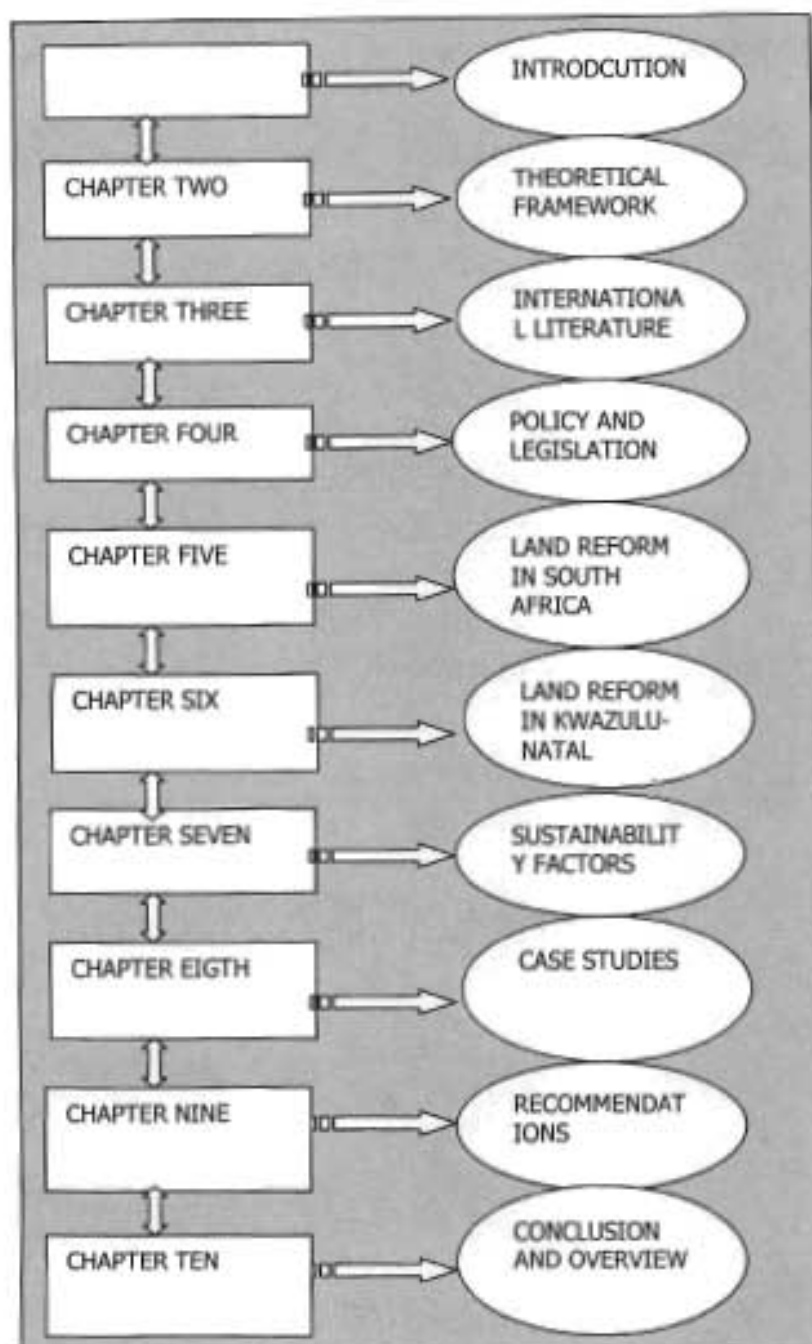 INTRODCUTION
CHAPTER TWO
THEORETICAL
FRAMEWORK
CHAPTER THREE
INTERNATIONA
L LITERATURE
CHAPTER FOUR
POLICY AND
LEGISLATION
CHAPTER FIVE
LAND REFORM
IN SOUTH
AFRICA
CHAPTER SIX
LAND REFORM
IN KWAZULU-
NATAL
CHAPTER SEVEN
SUSTAINABILIT
Y FACTORS
CHAPTER EIGTH
CASE STUDIES
CHAPTER NINE
RECOMMENDAT
IONS
CHAPTER TEN
CONCLUSION
AND OVERVIEW